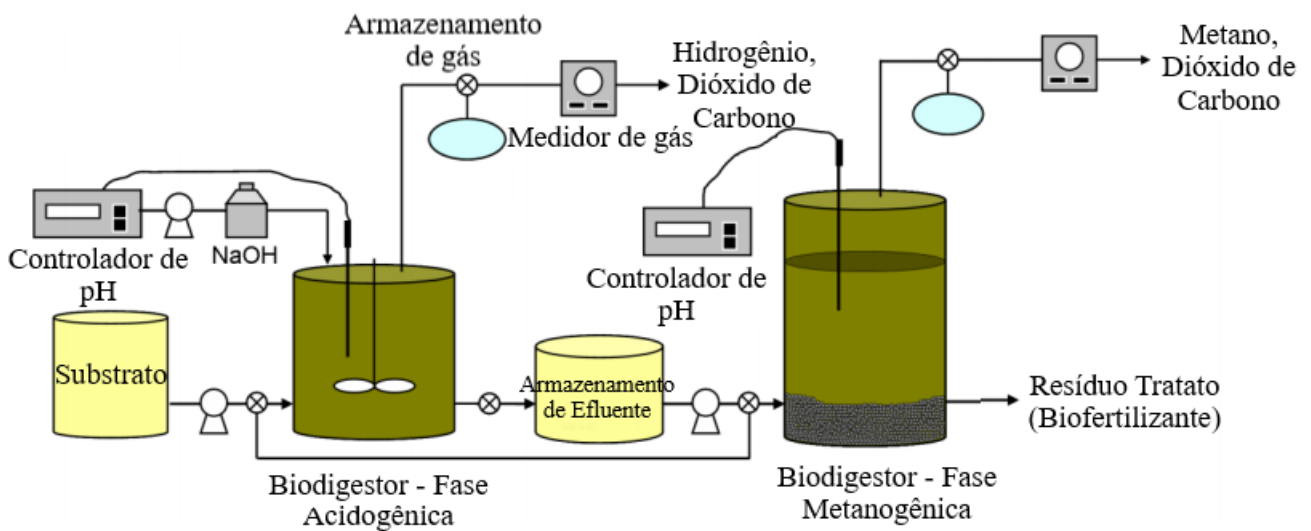 Armazenamento
de gás
Hidrogênio,
Dióxido de
Carbono
Medidor de gás
Metano,
Dióxido de
Carbono
Controlador de
pH
NaOH
Controlador de
pH
Substrato
Armazenamento
de Efluente
Resíduo Tratato
(Biofertilizante)
Biodigestor - Fase
Acidogênica
Biodigestor - Fase
Metanogênica